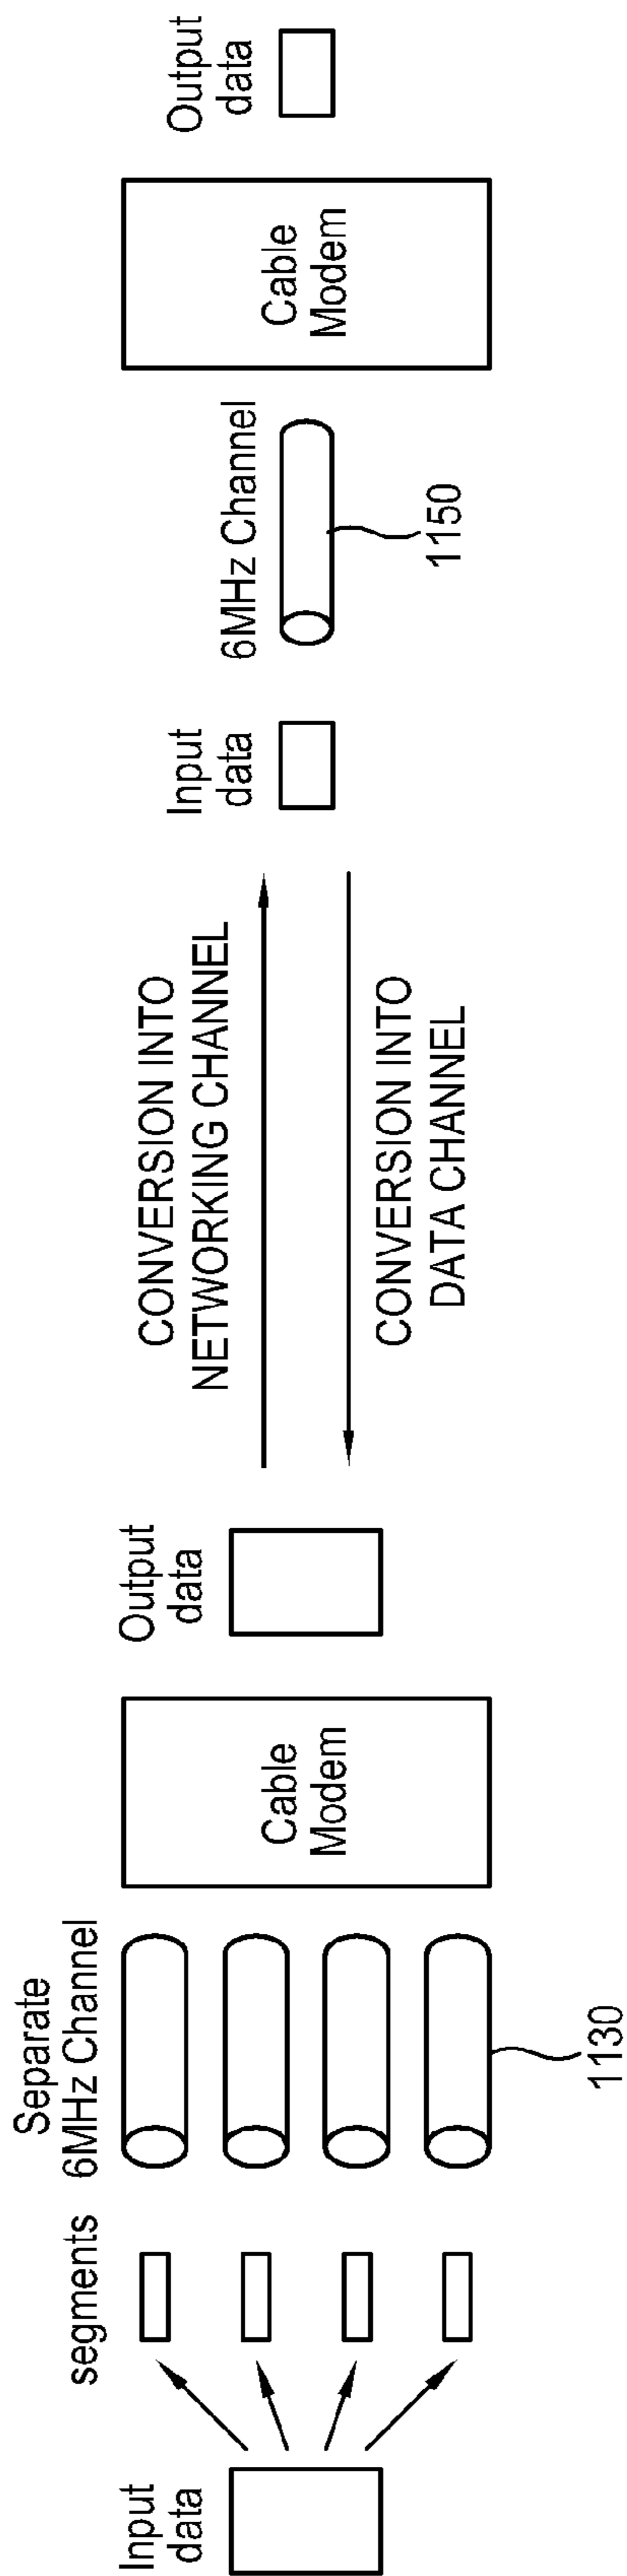 Input
data
segments
Separate
6MHz Channel
1130
Cable
Modem
Output
data
CONVERSION INTO
NETWORKING CHANNEL
CONVERSION INTO
DATA CHANNEL
Input
data
6MHz Channel
1150
Cable
Modem
Output
data